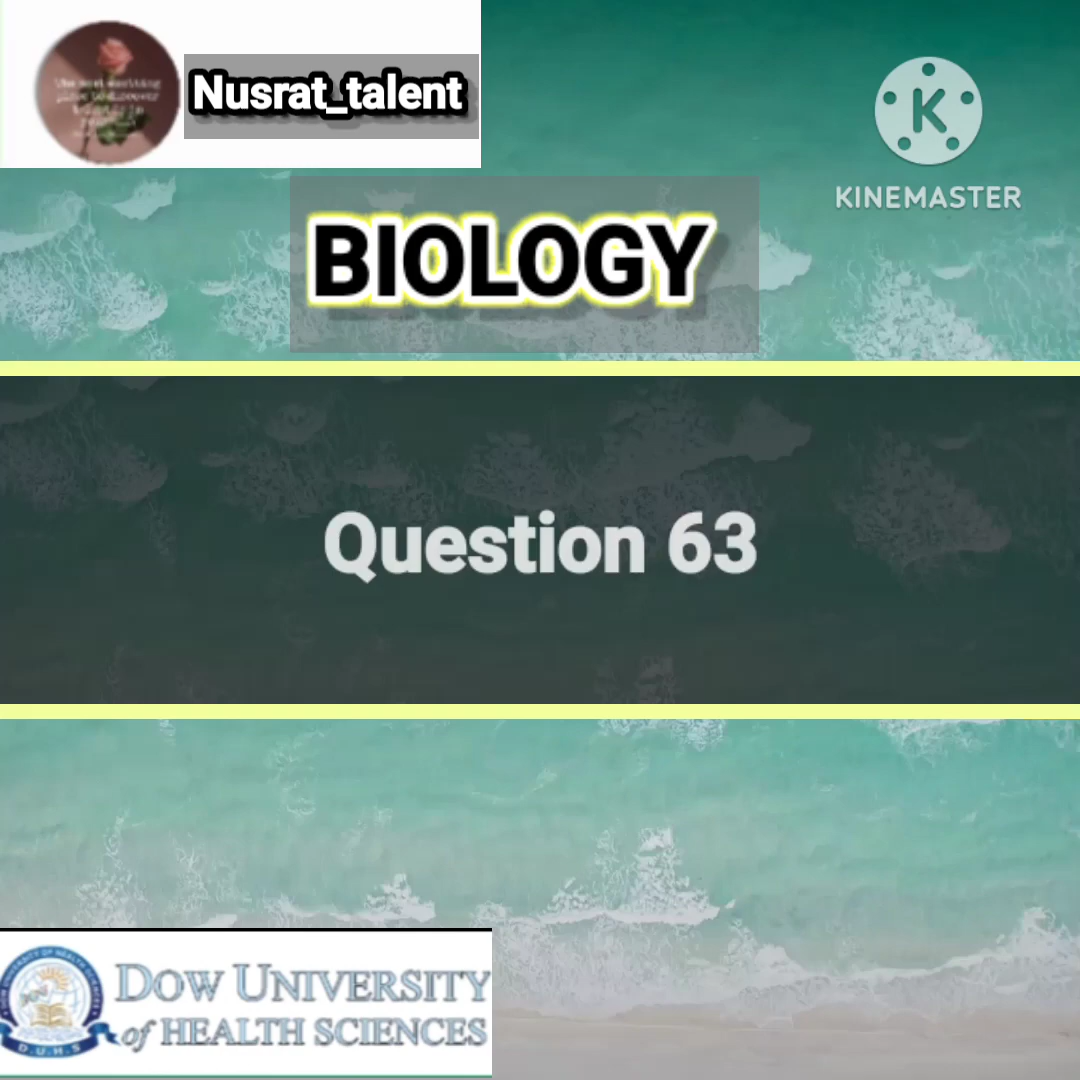 Nusrat_talent
KINEMASTER
BIOLOGY
Question 63
DOW UNIVERSITY
of HEALTH SCIENCES
D.U.H.S